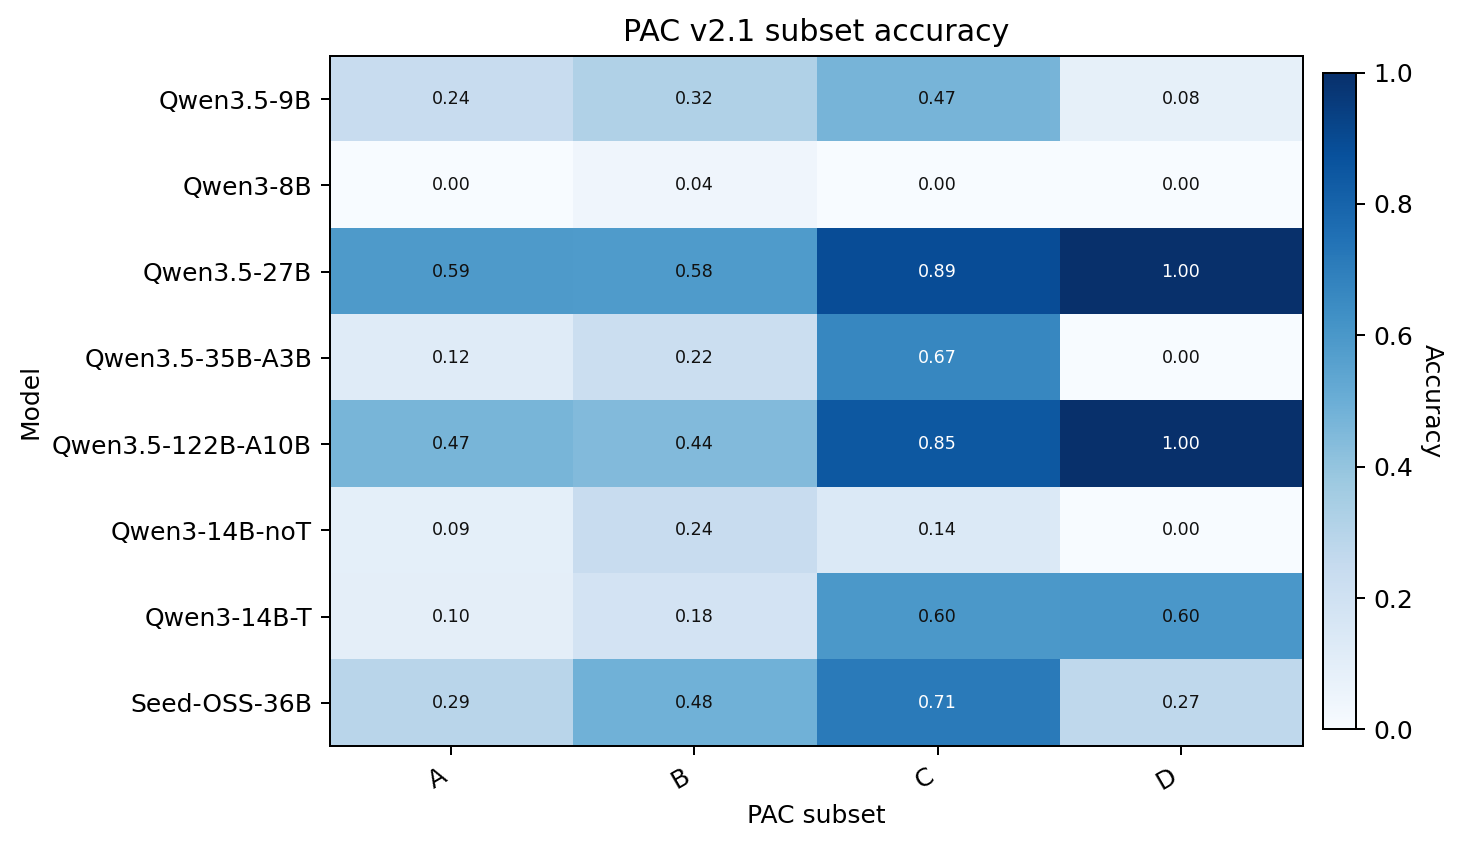 PAC v2.1 subset accuracy
Qwen3.5-9B 0.24 0.32 0.47 0.08
Qwen3-8B 0.00 0.04 0.00 0.00
Qwen3.5-27B 0.59 0.58 0.89 1.00
Qwen3.5-35B-A3B 0.12 0.22 0.67 0.00
Qwen3.5-122B-A10B 0.47 0.44 0.85 1.00
Qwen3-14B-noT 0.09 0.24 0.14 0.00
Qwen3-14B-T 0.10 0.18 0.60 0.60
Seed-OSS-36B 0.29 0.48 0.71 0.27
A B C D
PAC subset
Model
1.0
0.8
0.6
0.4
0.2
0.0
Accuracy